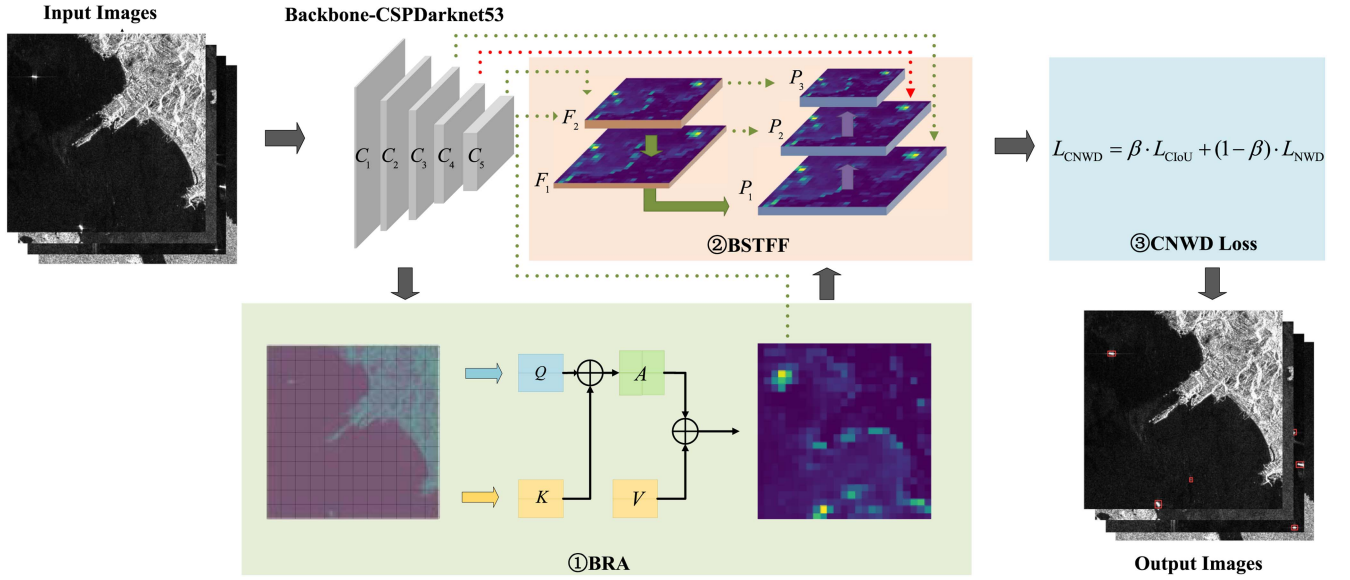 Input Images
Backbone-CSPDarknet53
C1 C2 C3 C4 C5
F2
F1
P3
P2
P1
②BSTFF
L_CNWD = β · L_CIoU + (1−β) · L_NWD
③CNWD Loss
Q
A
K
V
①BRA
Output Images